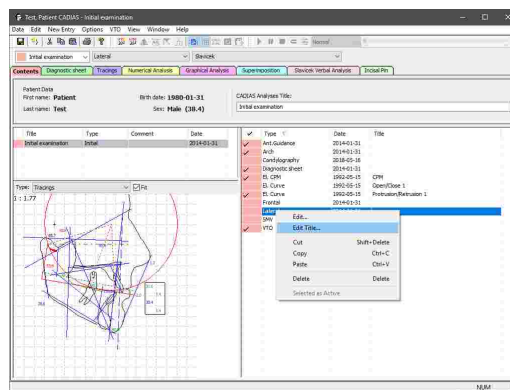 Test, Patient CADIAS - Initial examination
Date Edit New Entry Options VTO View Window Help
Normal
Initial examination Lateral Slavicek
Contents Diagnostic sheet Tracings Numerical Analysis Graphical Analysis Superimposition Slavicek Verbal Analysis Incisal Pin
Patient Data
First name: Patient Birth date: 1980-01-31
Last name: Test Sex: Male (38.4)
CADIAS Analyses Title:
Initial examination
Title Type Comment Date
Initial examination Initial 2014-01-31
Type: Tracings Fit
1 : 1.77
Type Date Title
Ant.Guidance 2014-01-31
Arch 2014-01-31
Condylography 2018-05-16
Diagnostic sheet 2014-01-31
El. CPM 1992-05-15 CPM
El. Curve 1992-05-15 Open/Close 1
El. Curve 1992-05-15 Protrusion/Retrusion 1
Frontal 2014-01-31
Lateral
SMV
VTO
Edit...
Edit Title...
Cut Shift+Delete
Copy Ctrl+C
Paste Ctrl+V
Delete Delete
Selected as Active
NUM